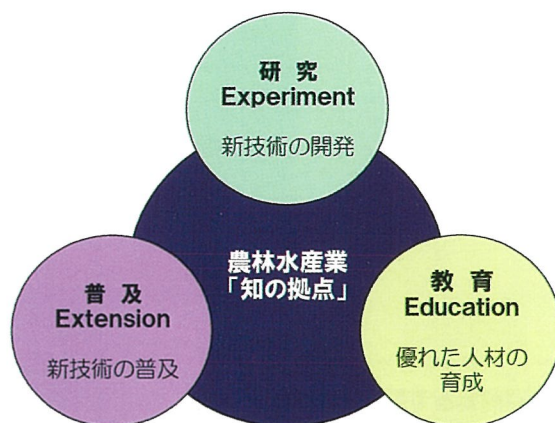 研 究
Experiment
新技術の開発
農林水産業
「知の拠点」
普 及
Extension
新技術の普及
教 育
Education
優れた人材の
育成